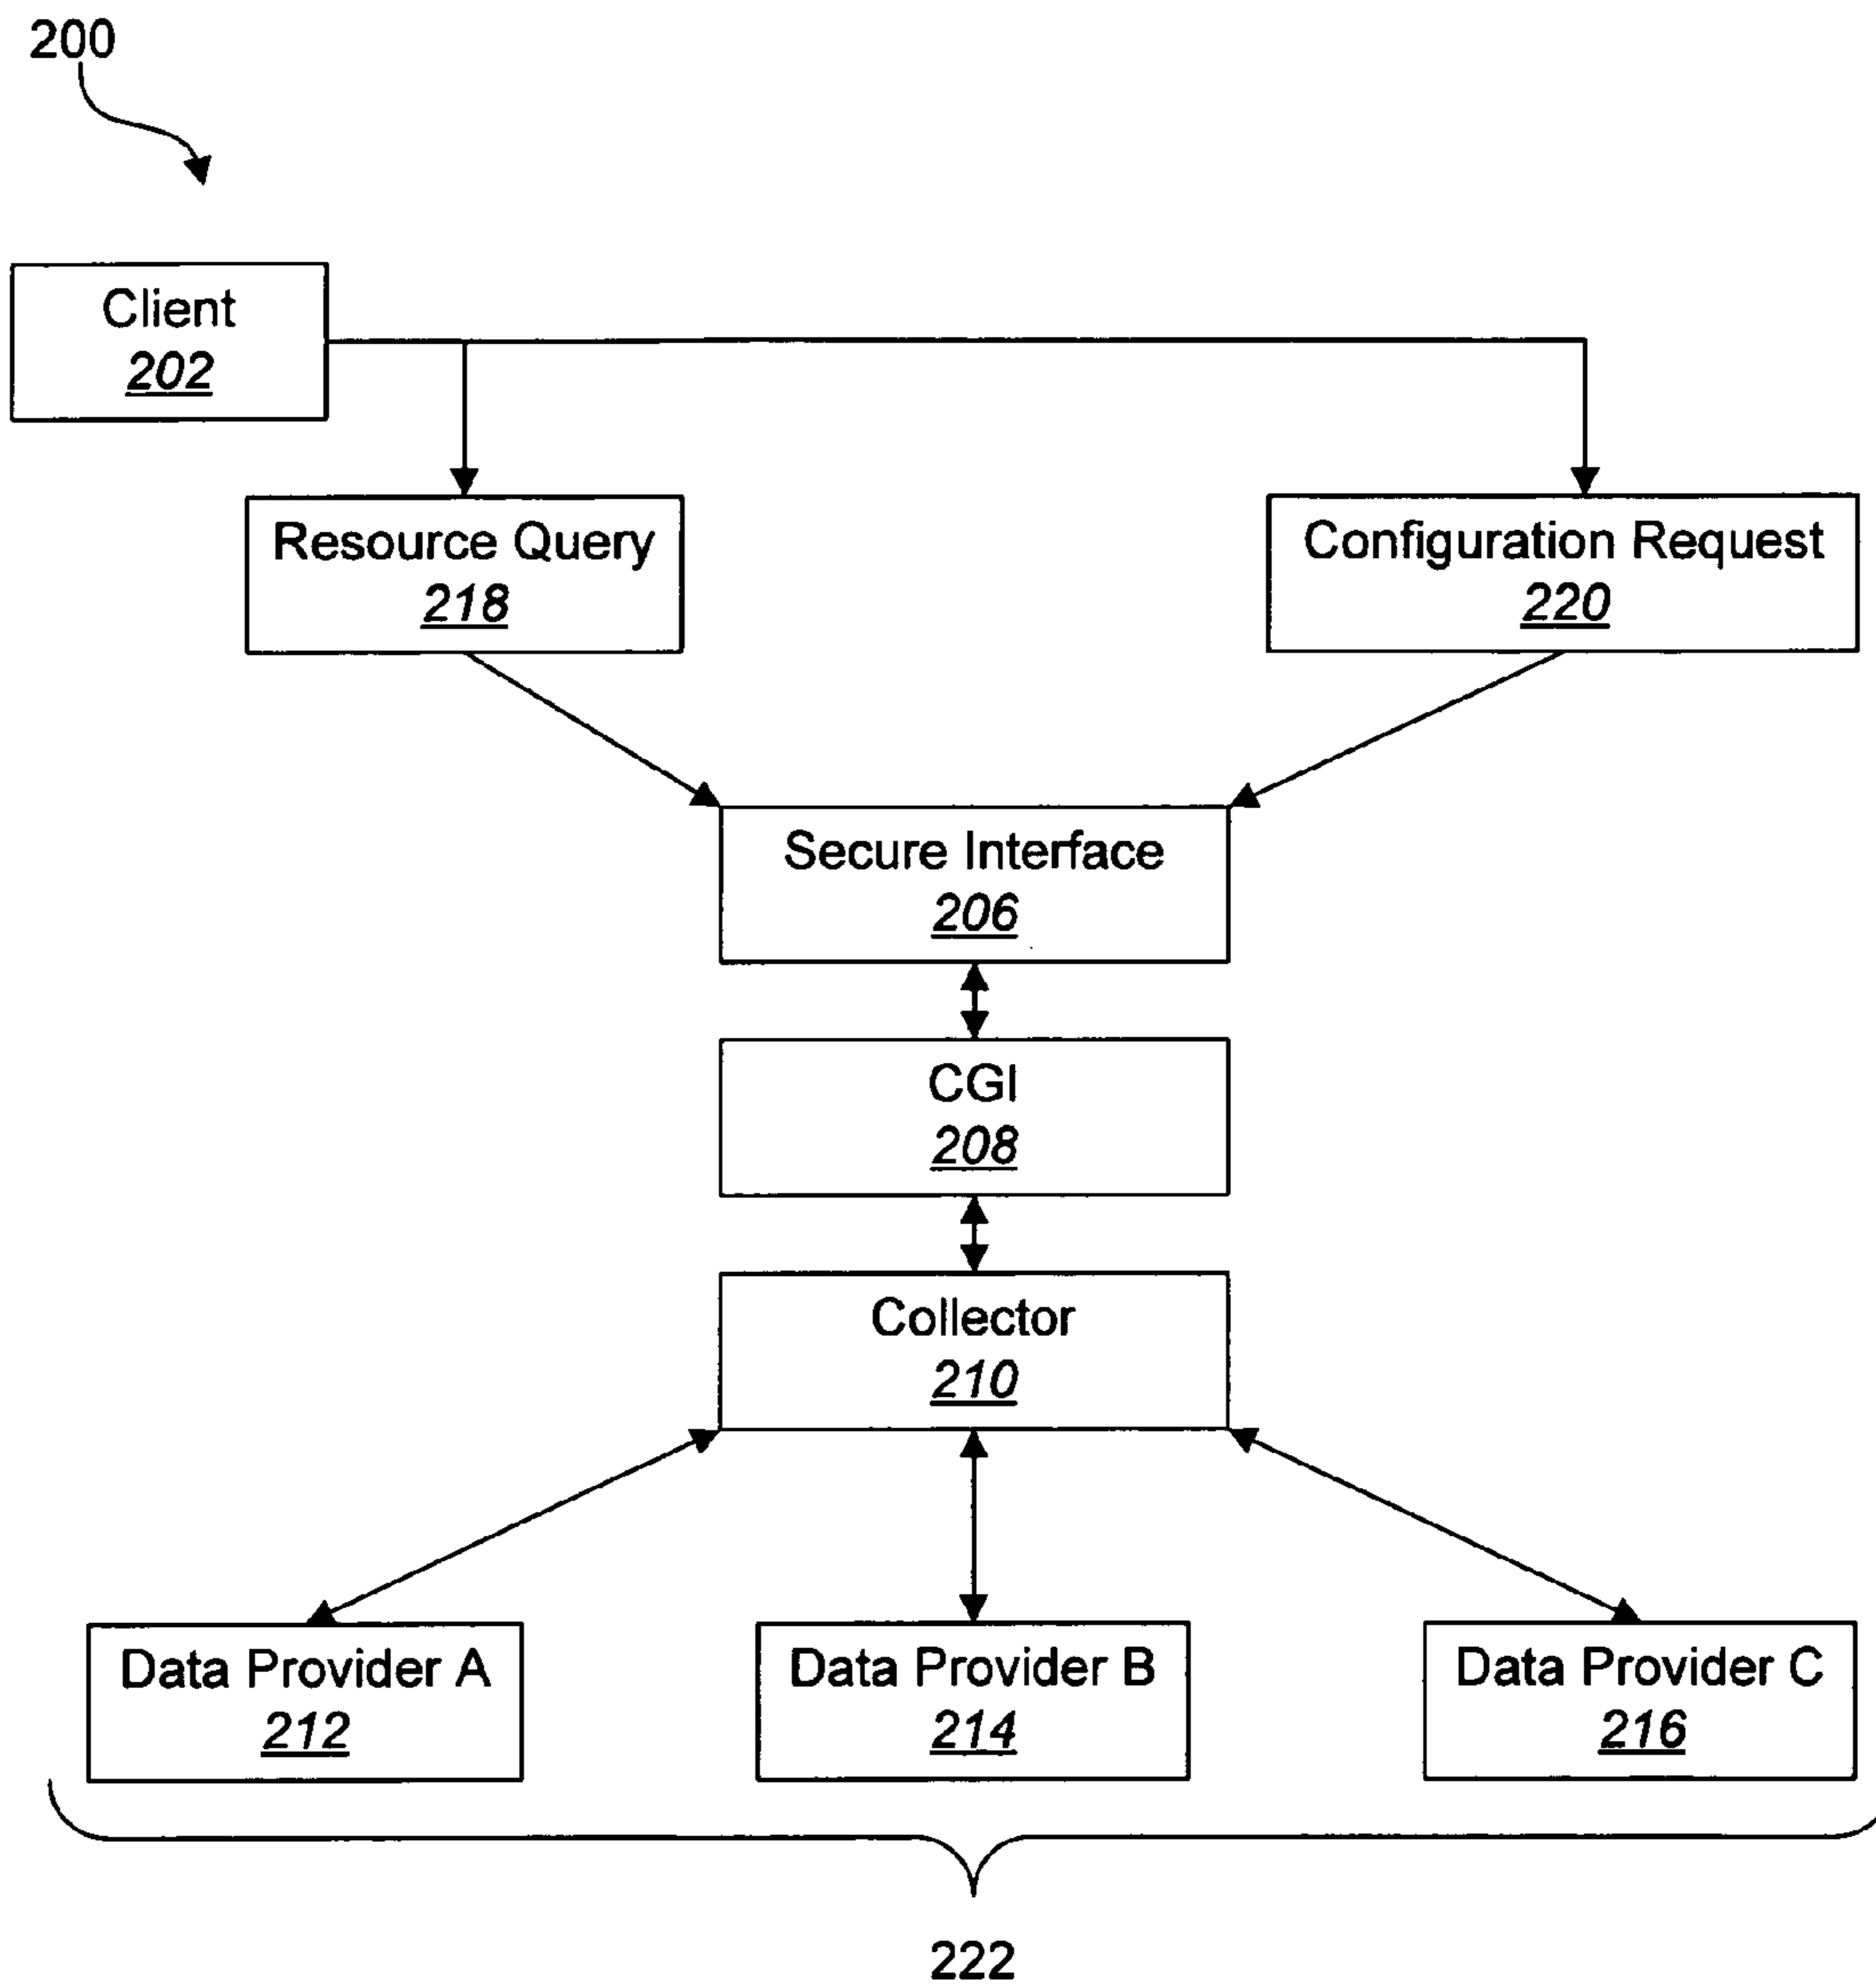 200
Client
202
Resource Query
218
Configuration Request
220
Secure Interface
206
CGI
208
Collector
210
Data Provider A
212
Data Provider B
214
Data Provider C
216
222